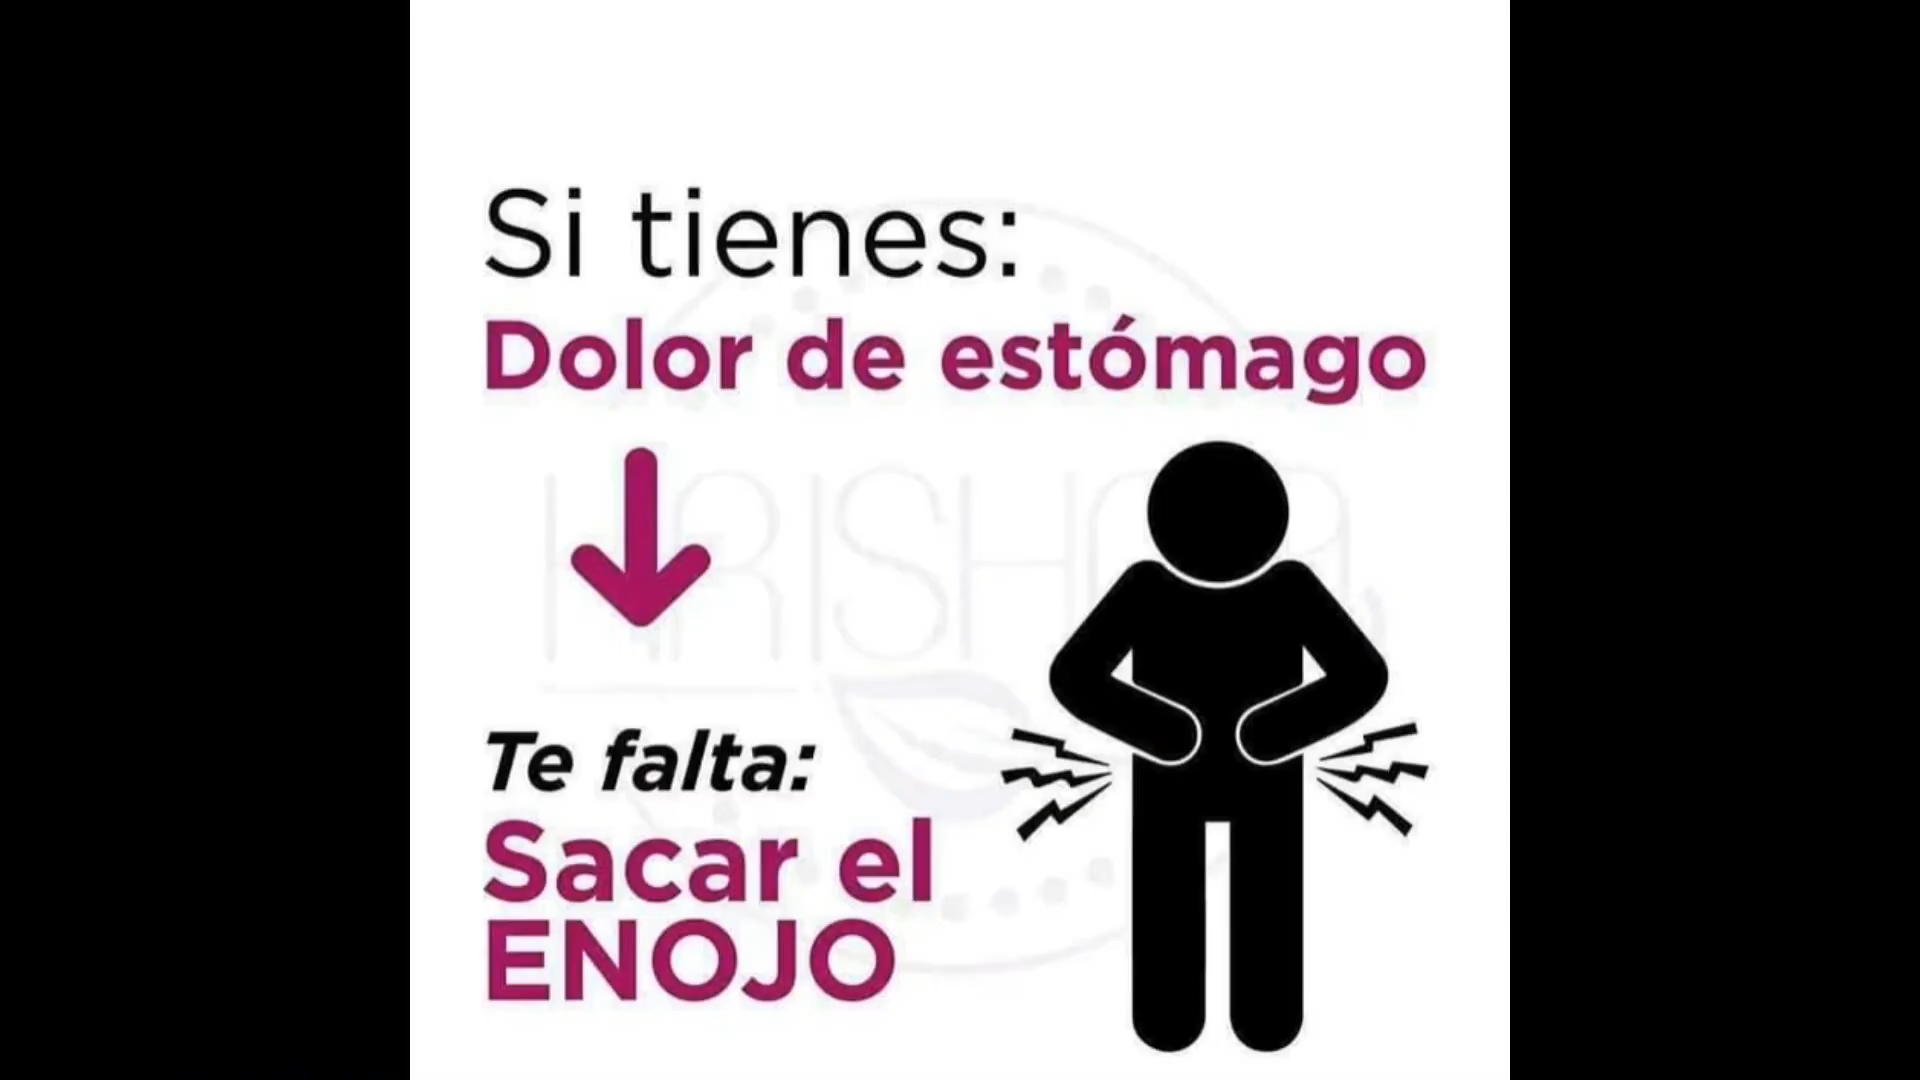 Si tienes:
Dolor de estómago
Te falta:
Sacar el
ENOJO